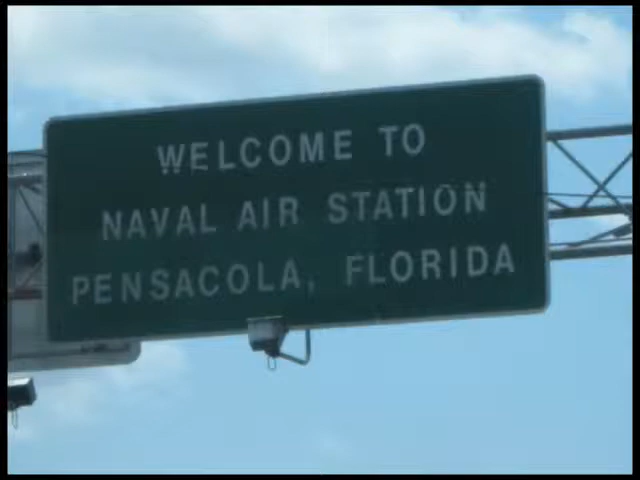 WELCOME TO
NAVAL AIR STATION
PENSACOLA, FLORIDA